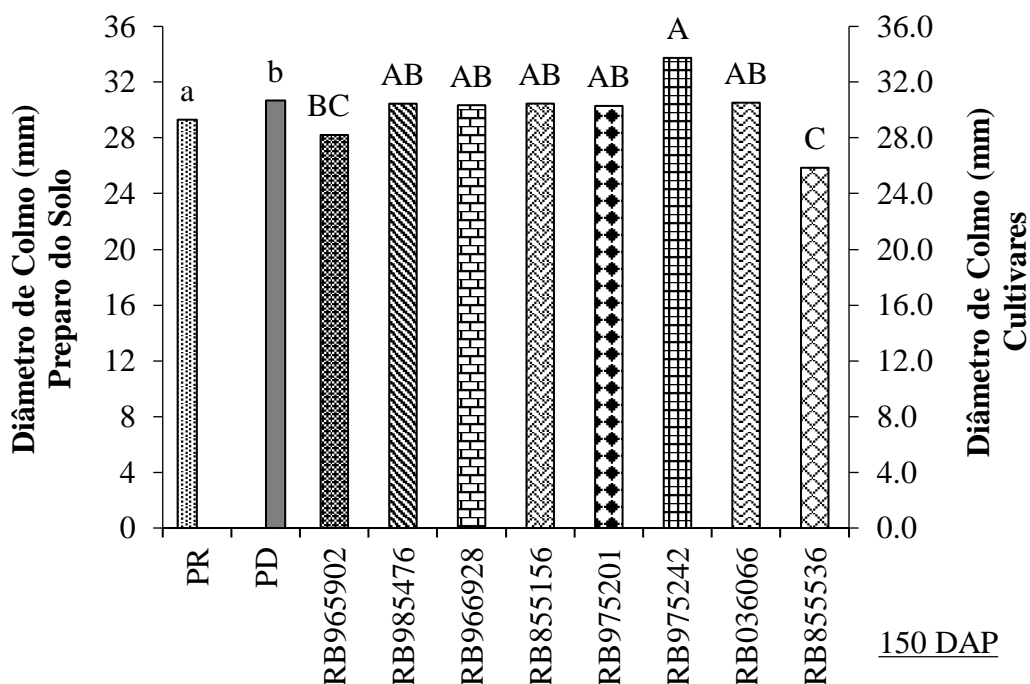 Diâmetro de Colmo (mm
Preparo do Solo
36
32
28
24
20
16
12
8
4
0
a
b
BC
AB
AB
AB
AB
A
AB
C
36.0
32.0
28.0
24.0
20.0
16.0
12.0
8.0
4.0
0.0
Diâmetro de Colmo (mm)
Cultivares
PR
PD
RB965902
RB985476
RB966928
RB855156
RB975201
RB975242
RB036066
RB855536
150 DAP